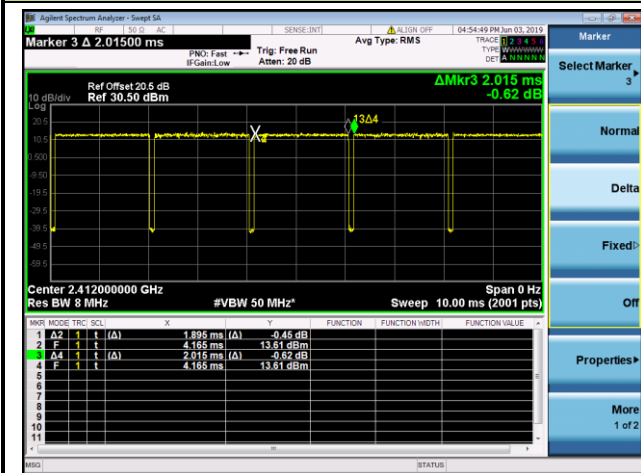 Agilent Spectrum Analyzer - Swept SA
RF 50 Ω AC SENSE:INT ALIGN OFF 04:54:49 PM Jun 03, 2019
Marker 3 Δ 2.01500 ms
PNO: Fast Trig: Free Run Avg Type: RMS TRACE 1 2 3 4 5 6
IFGain:Low Atten: 20 dB TYPE WWWWWW
DET A N N N N N
Marker
Select Marker
3
Normal
Delta
Fixed
Off
Properties
More
1 of 2
Ref Offset 20.5 dB
10 dB/div Ref 30.50 dBm
Log
ΔMkr3 2.015 ms
-0.62 dB
20.5
10.5
0.500
-9.50
-19.5
-29.5
-39.5
-49.5
-59.5
X2
1 3Δ4
Center 2.412000000 GHz Span 0 Hz
Res BW 8 MHz #VBW 50 MHz* Sweep 10.00 ms (2001 pts)
MKR MODE TRC SCL X Y FUNCTION FUNCTION WIDTH FUNCTION VALUE
1 Δ2 1 t (Δ) 1.895 ms (Δ) -0.45 dB
2 F 1 t 4.165 ms 13.61 dBm
3 Δ4 1 t (Δ) 2.015 ms (Δ) -0.62 dB
4 F 1 t 4.165 ms 13.61 dBm
5
6
7
8
9
10
11
MSG STATUS